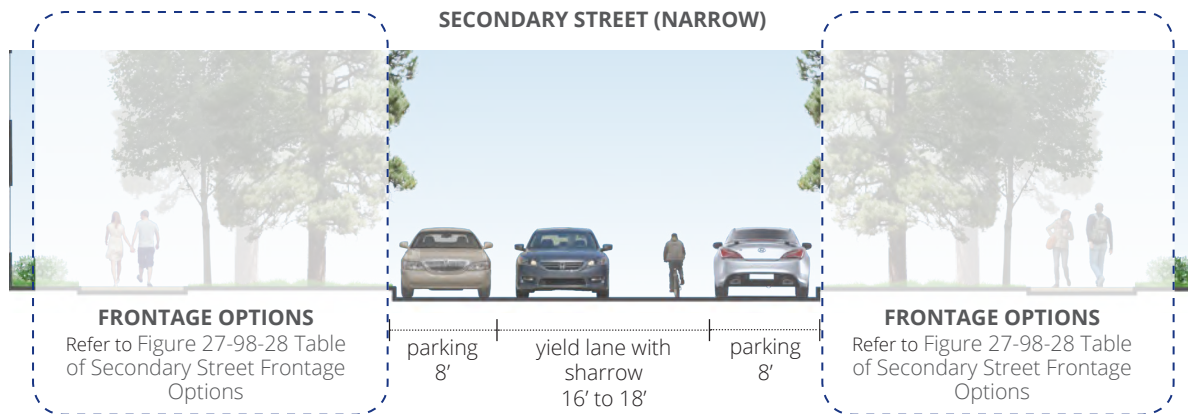 SECONDARY STREET (NARROW)
FRONTAGE OPTIONS
Refer to Figure 27-98-28 Table
of Secondary Street Frontage
Options
parking
8’
yield lane with
sharrow
16’ to 18’
parking
8’
FRONTAGE OPTIONS
Refer to Figure 27-98-28 Table
of Secondary Street Frontage
Options